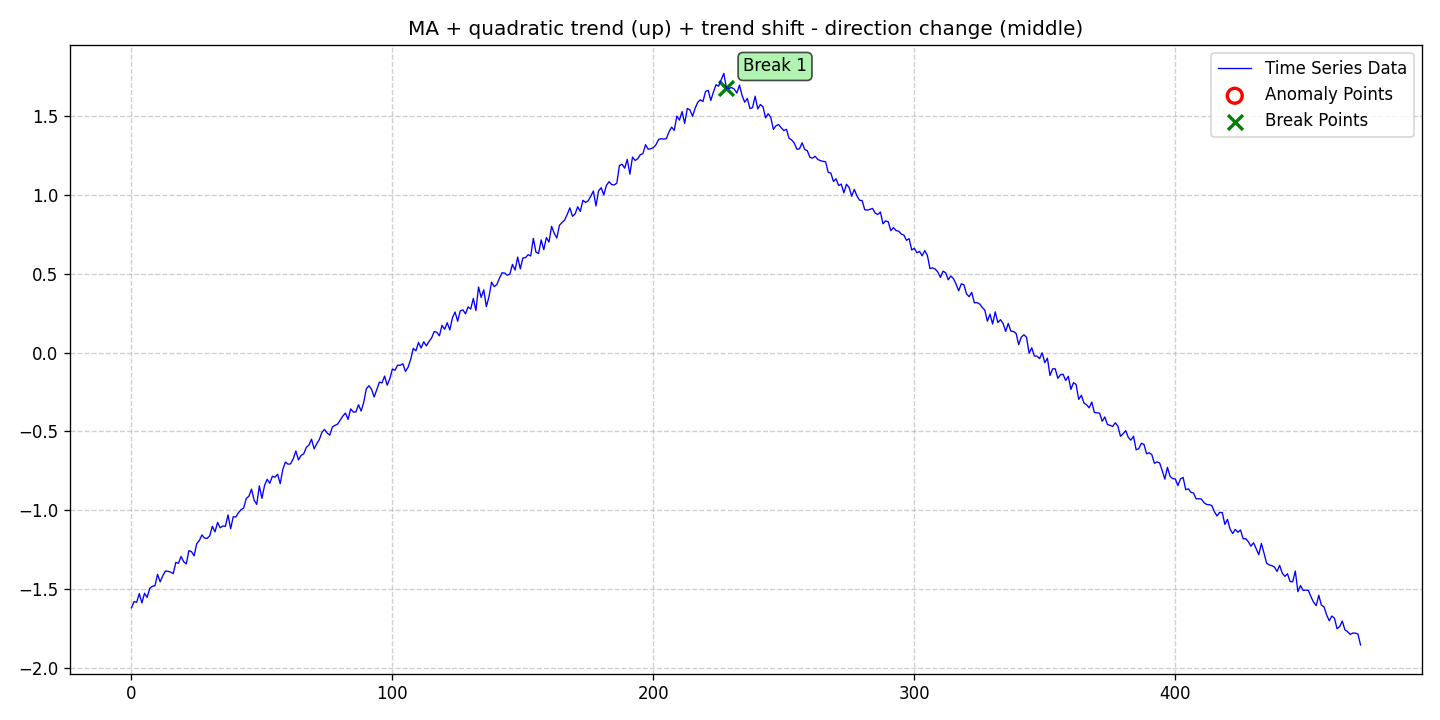 MA + quadratic trend (up) + trend shift - direction change (middle)
Break 1
Time Series Data
Anomaly Points
Break Points
1.5
1.0
0.5
0.0
−0.5
−1.0
−1.5
−2.0
0 100 200 300 400